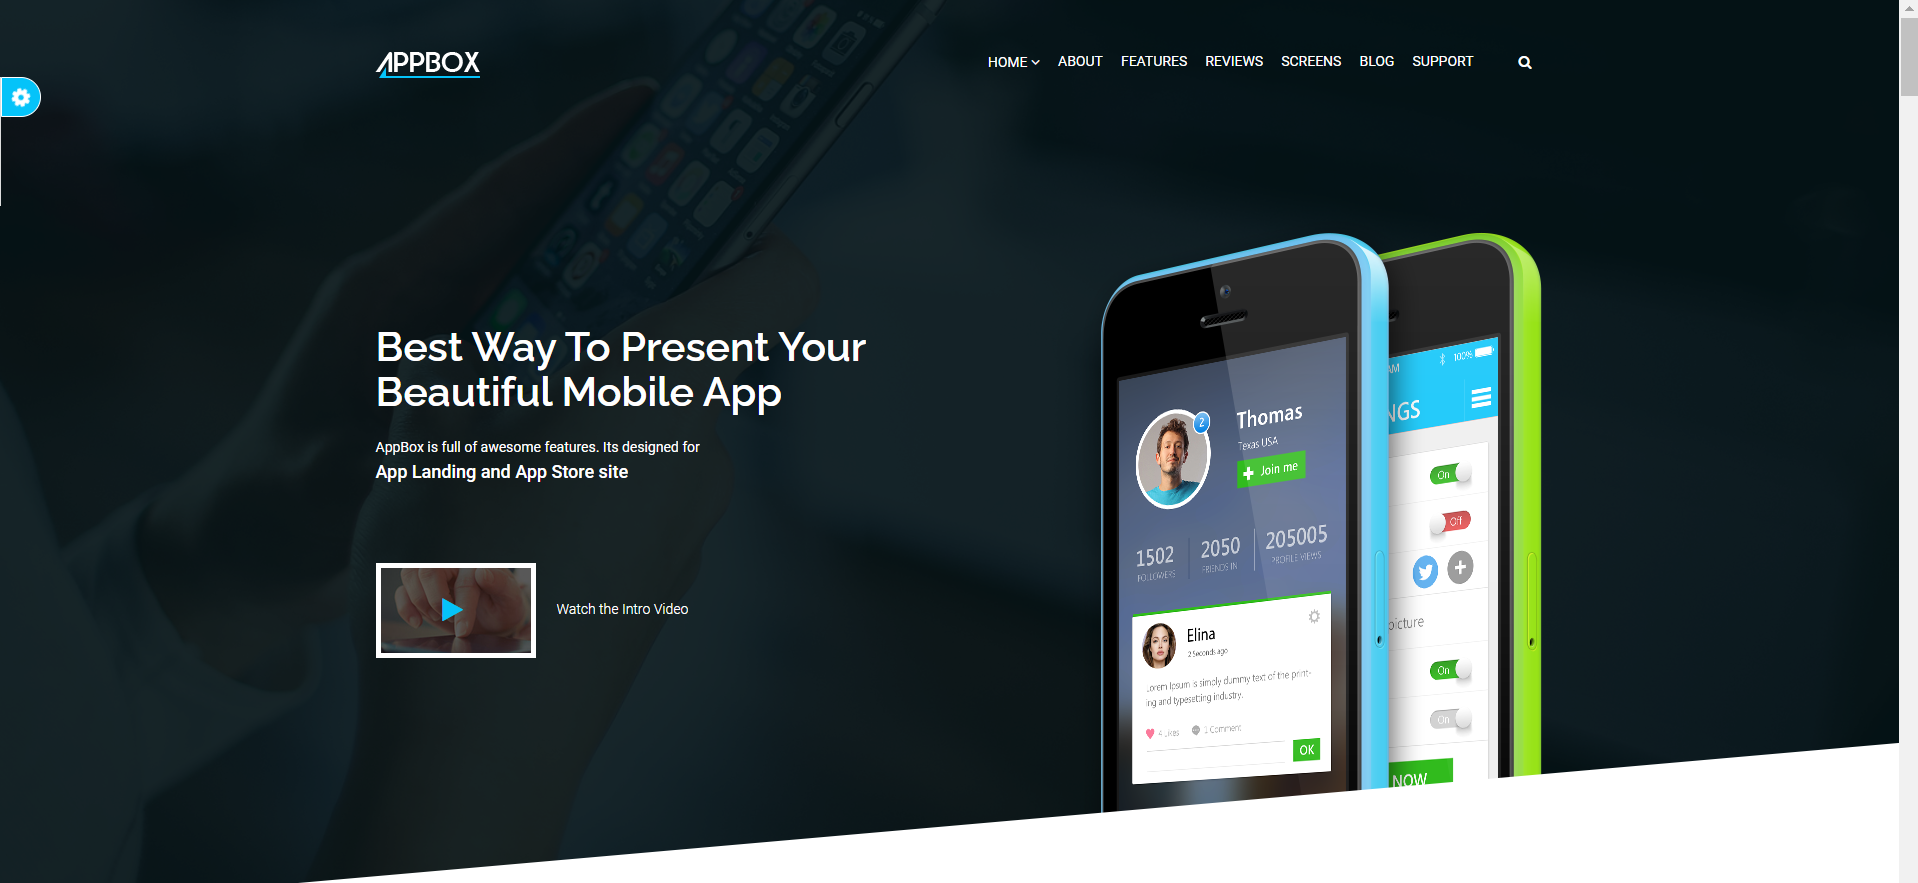 APPBOX
HOME
ABOUT
FEATURES
REVIEWS
SCREENS
BLOG
SUPPORT
Best Way To Present Your
Beautiful Mobile App
AppBox is full of awesome features. Its designed for
App Landing and App Store site
Watch the Intro Video
2
Thomas
Texas USA
Join me
1502
FOLLOWERS
2050
FRIENDS IN
205005
PROFILE VIEWS
Elina
2 Seconds ago
Lorem Ipsum is simply dummy text of the print-
ing and typesetting industry.
4 Likes
1 Comment
OK
AM
100%
NGS
On
Off
picture
On
On
NOW